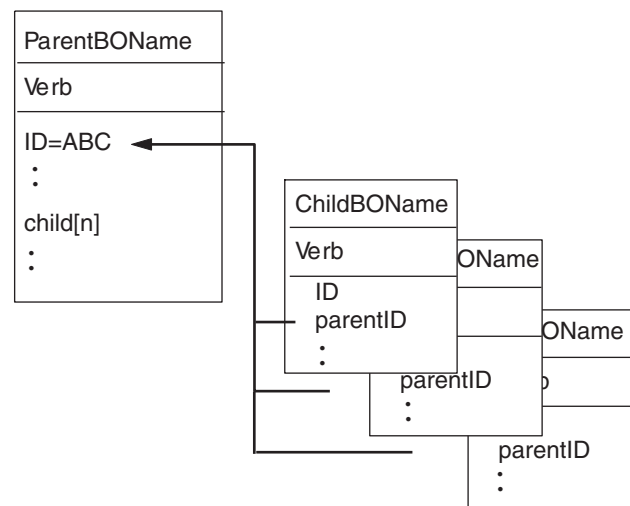 ParentBOName
Verb
ID=ABC
:
child[n]
:
ChildBOName
Verb
ID
parentID
:
OName
parentID
:
OName
parentID
: